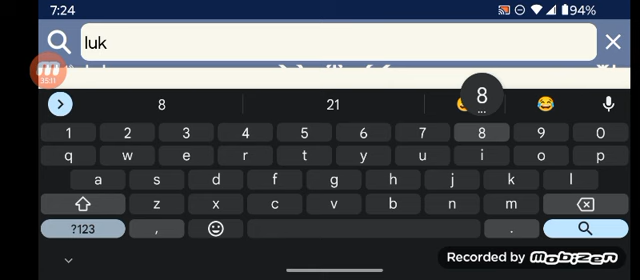 7:24 94%
luk
35:11
8 21 8
1 2 3 4 5 6 7 8 9 0
q w e r t y u i o p
a s d f g h j k l
z x c v b n m
?123 , .
Recorded by mobizen